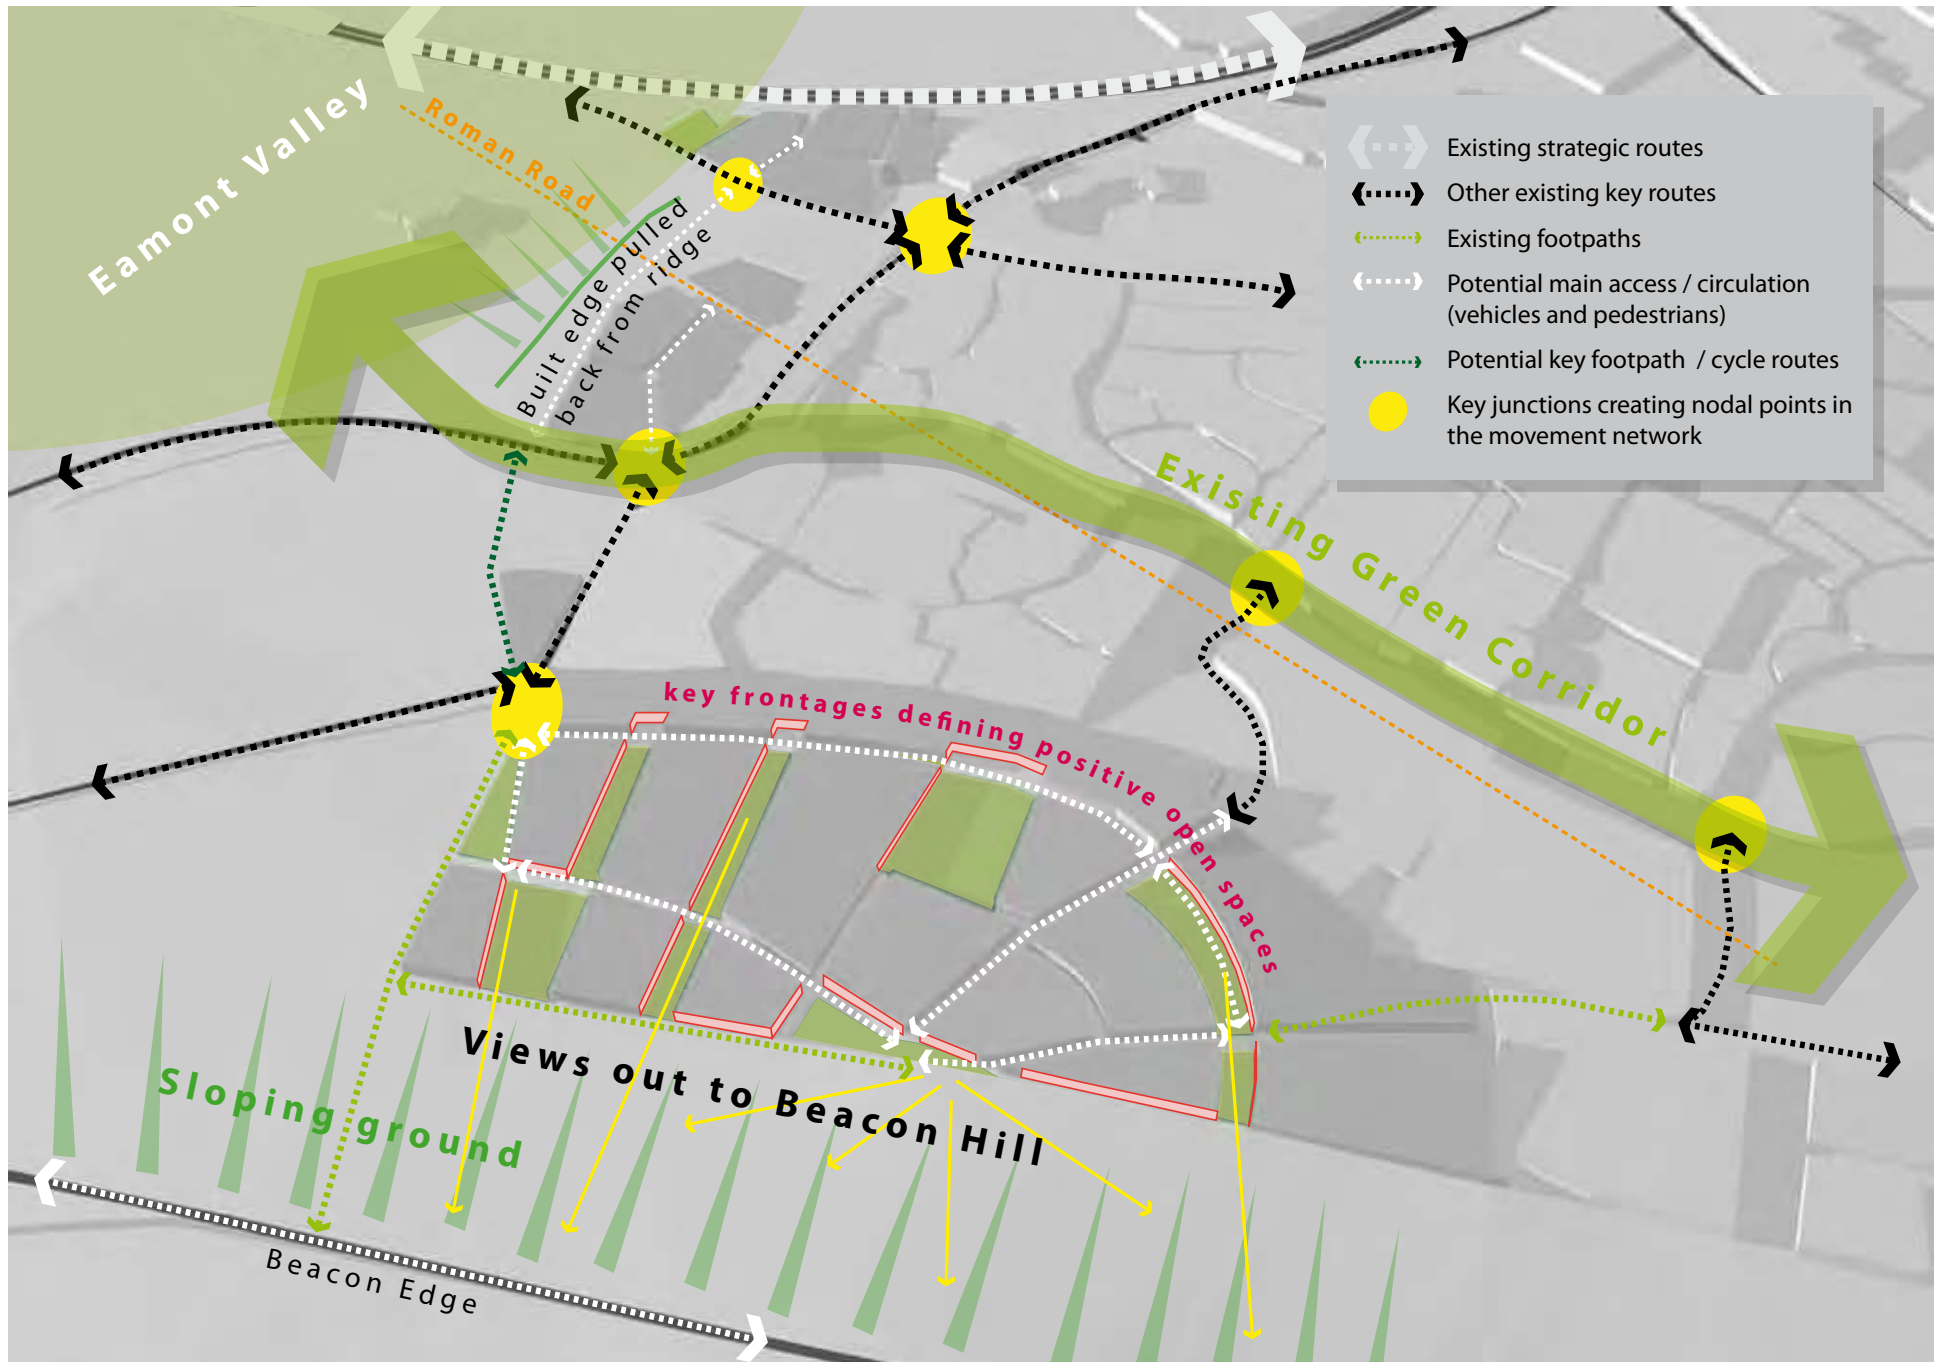 Eamont Valley
Roman Road
Built edge pulled
back from ridge
Existing strategic routes
Other existing key routes
Existing footpaths
Potential main access / circulation
(vehicles and pedestrians)
Potential key footpath / cycle routes
Key junctions creating nodal points in
the movement network
Existing Green Corridor
key frontages defining positive open spaces
Views out to Beacon Hill
Sloping ground
Beacon Edge